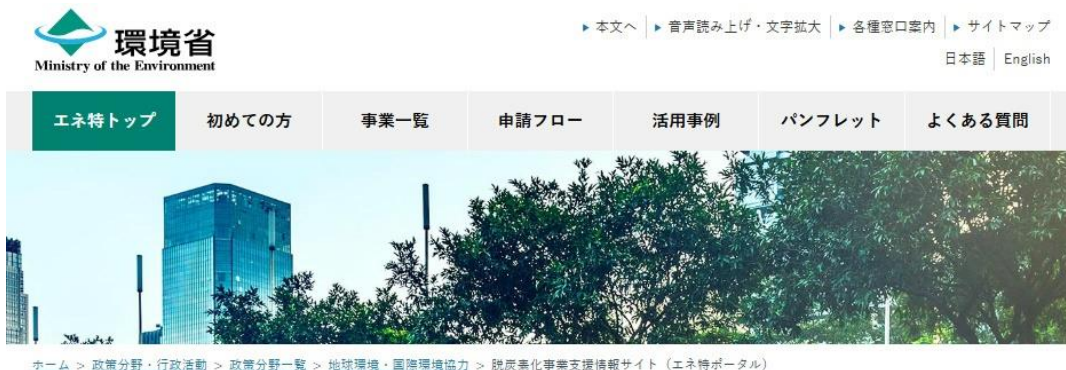 環境省
Ministry of the Environment
本文へ 音声読み上げ・文字拡大 各種窓口案内 サイトマップ
日本語 English
エネ特トップ 初めての方 事業一覧 申請フロー 活用事例 パンフレット よくある質問
ホーム > 政策分野・行政活動 > 政策分野一覧 > 地球環境・国際環境協力 > 脱炭素化事業支援情報サイト（エネ特ポータル）